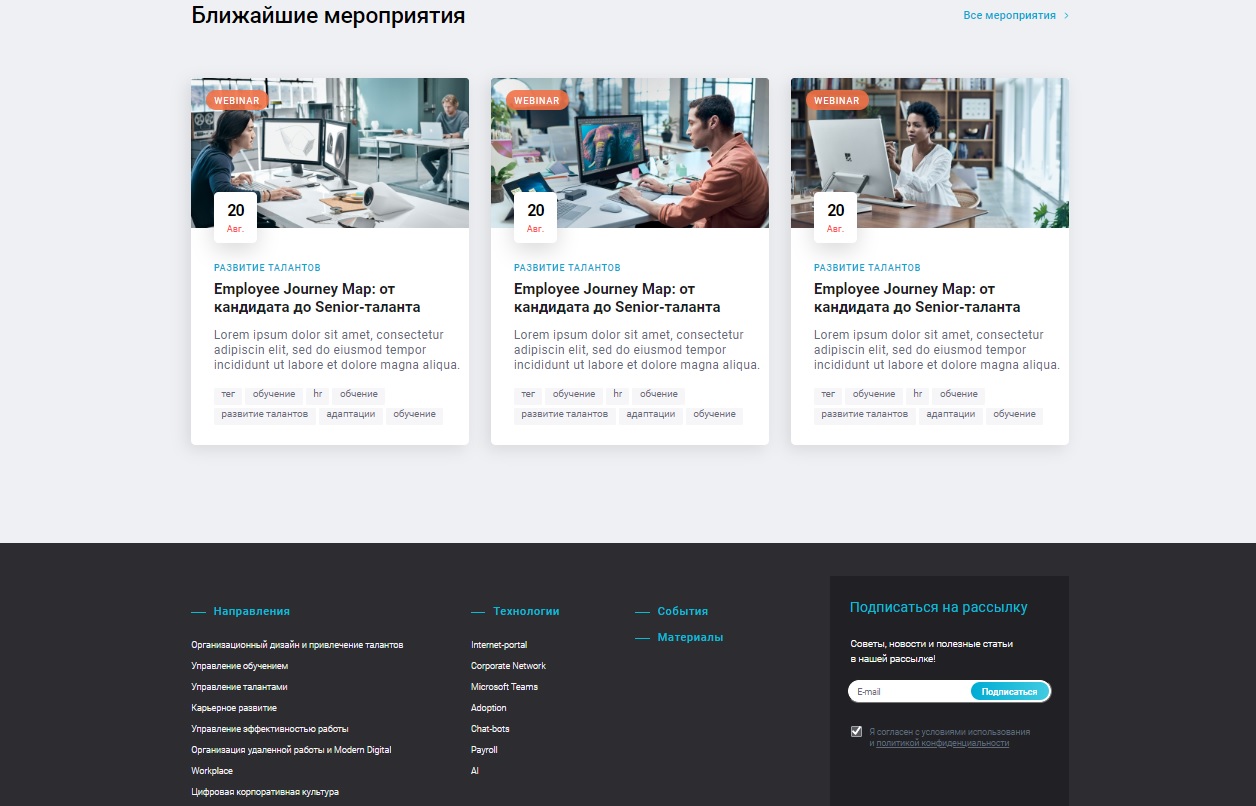 Ближайшие мероприятия
Все мероприятия
WEBINAR
20
Авг.
РАЗВИТИЕ ТАЛАНТОВ
Employee Journey Map: от
кандидата до Senior-таланта
Lorem ipsum dolor sit amet, consectetur
adipiscin elit, sed do eiusmod tempor
incididunt ut labore et dolore magna aliqua.
тег обучение hr обчение
развитие талантов адаптации обучение
WEBINAR
20
Авг.
РАЗВИТИЕ ТАЛАНТОВ
Employee Journey Map: от
кандидата до Senior-таланта
Lorem ipsum dolor sit amet, consectetur
adipiscin elit, sed do eiusmod tempor
incididunt ut labore et dolore magna aliqua.
тег обучение hr обчение
развитие талантов адаптации обучение
WEBINAR
20
Авг.
РАЗВИТИЕ ТАЛАНТОВ
Employee Journey Map: от
кандидата до Senior-таланта
Lorem ipsum dolor sit amet, consectetur
adipiscin elit, sed do eiusmod tempor
incididunt ut labore et dolore magna aliqua.
тег обучение hr обчение
развитие талантов адаптации обучение
Направления
Организационный дизайн и привлечение талантов
Управление обучением
Управление талантами
Карьерное развитие
Управление эффективностью работы
Организация удаленной работы и Modern Digital
Workplace
Цифровая корпоративная культура
Технологии
Internet-portal
Corporate Network
Microsoft Teams
Adoption
Chat-bots
Payroll
AI
События
Материалы
Подписаться на рассылку
Советы, новости и полезные статьи
в нашей рассылке!
E-mail
Подписаться
Я согласен с условиями использования
и политикой конфиденциальности